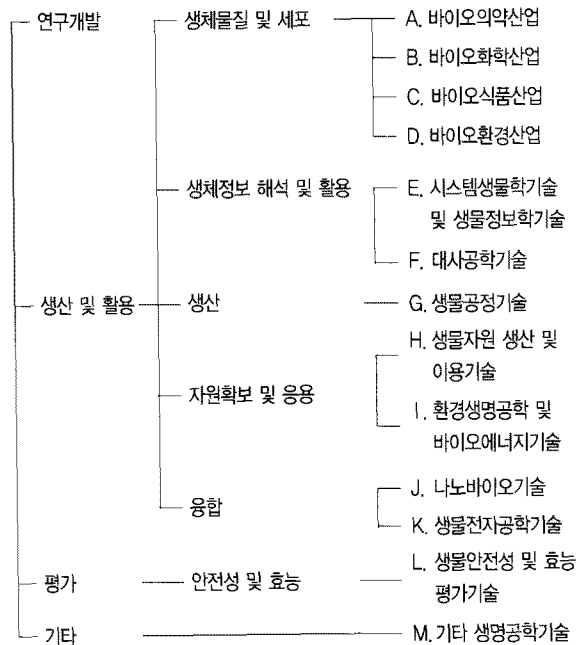 연구개발
생체물질 및 세포
A. 바이오의약산업
B. 바이오화학산업
C. 바이오식품산업
D. 바이오환경산업
생체정보 해석 및 활용
E. 시스템생물학기술
및 생물정보학기술
F. 대사공학기술
생산 및 활용
생산
G. 생물공정기술
자원확보 및 응용
H. 생물자원 생산 및
이용기술
I. 환경생명공학 및
바이오에너지기술
융합
J. 나노바이오기술
K. 생물전자공학기술
평가
안전성 및 효능
L. 생물안전성 및 효능
평가기술
기타
M. 기타 생명공학기술